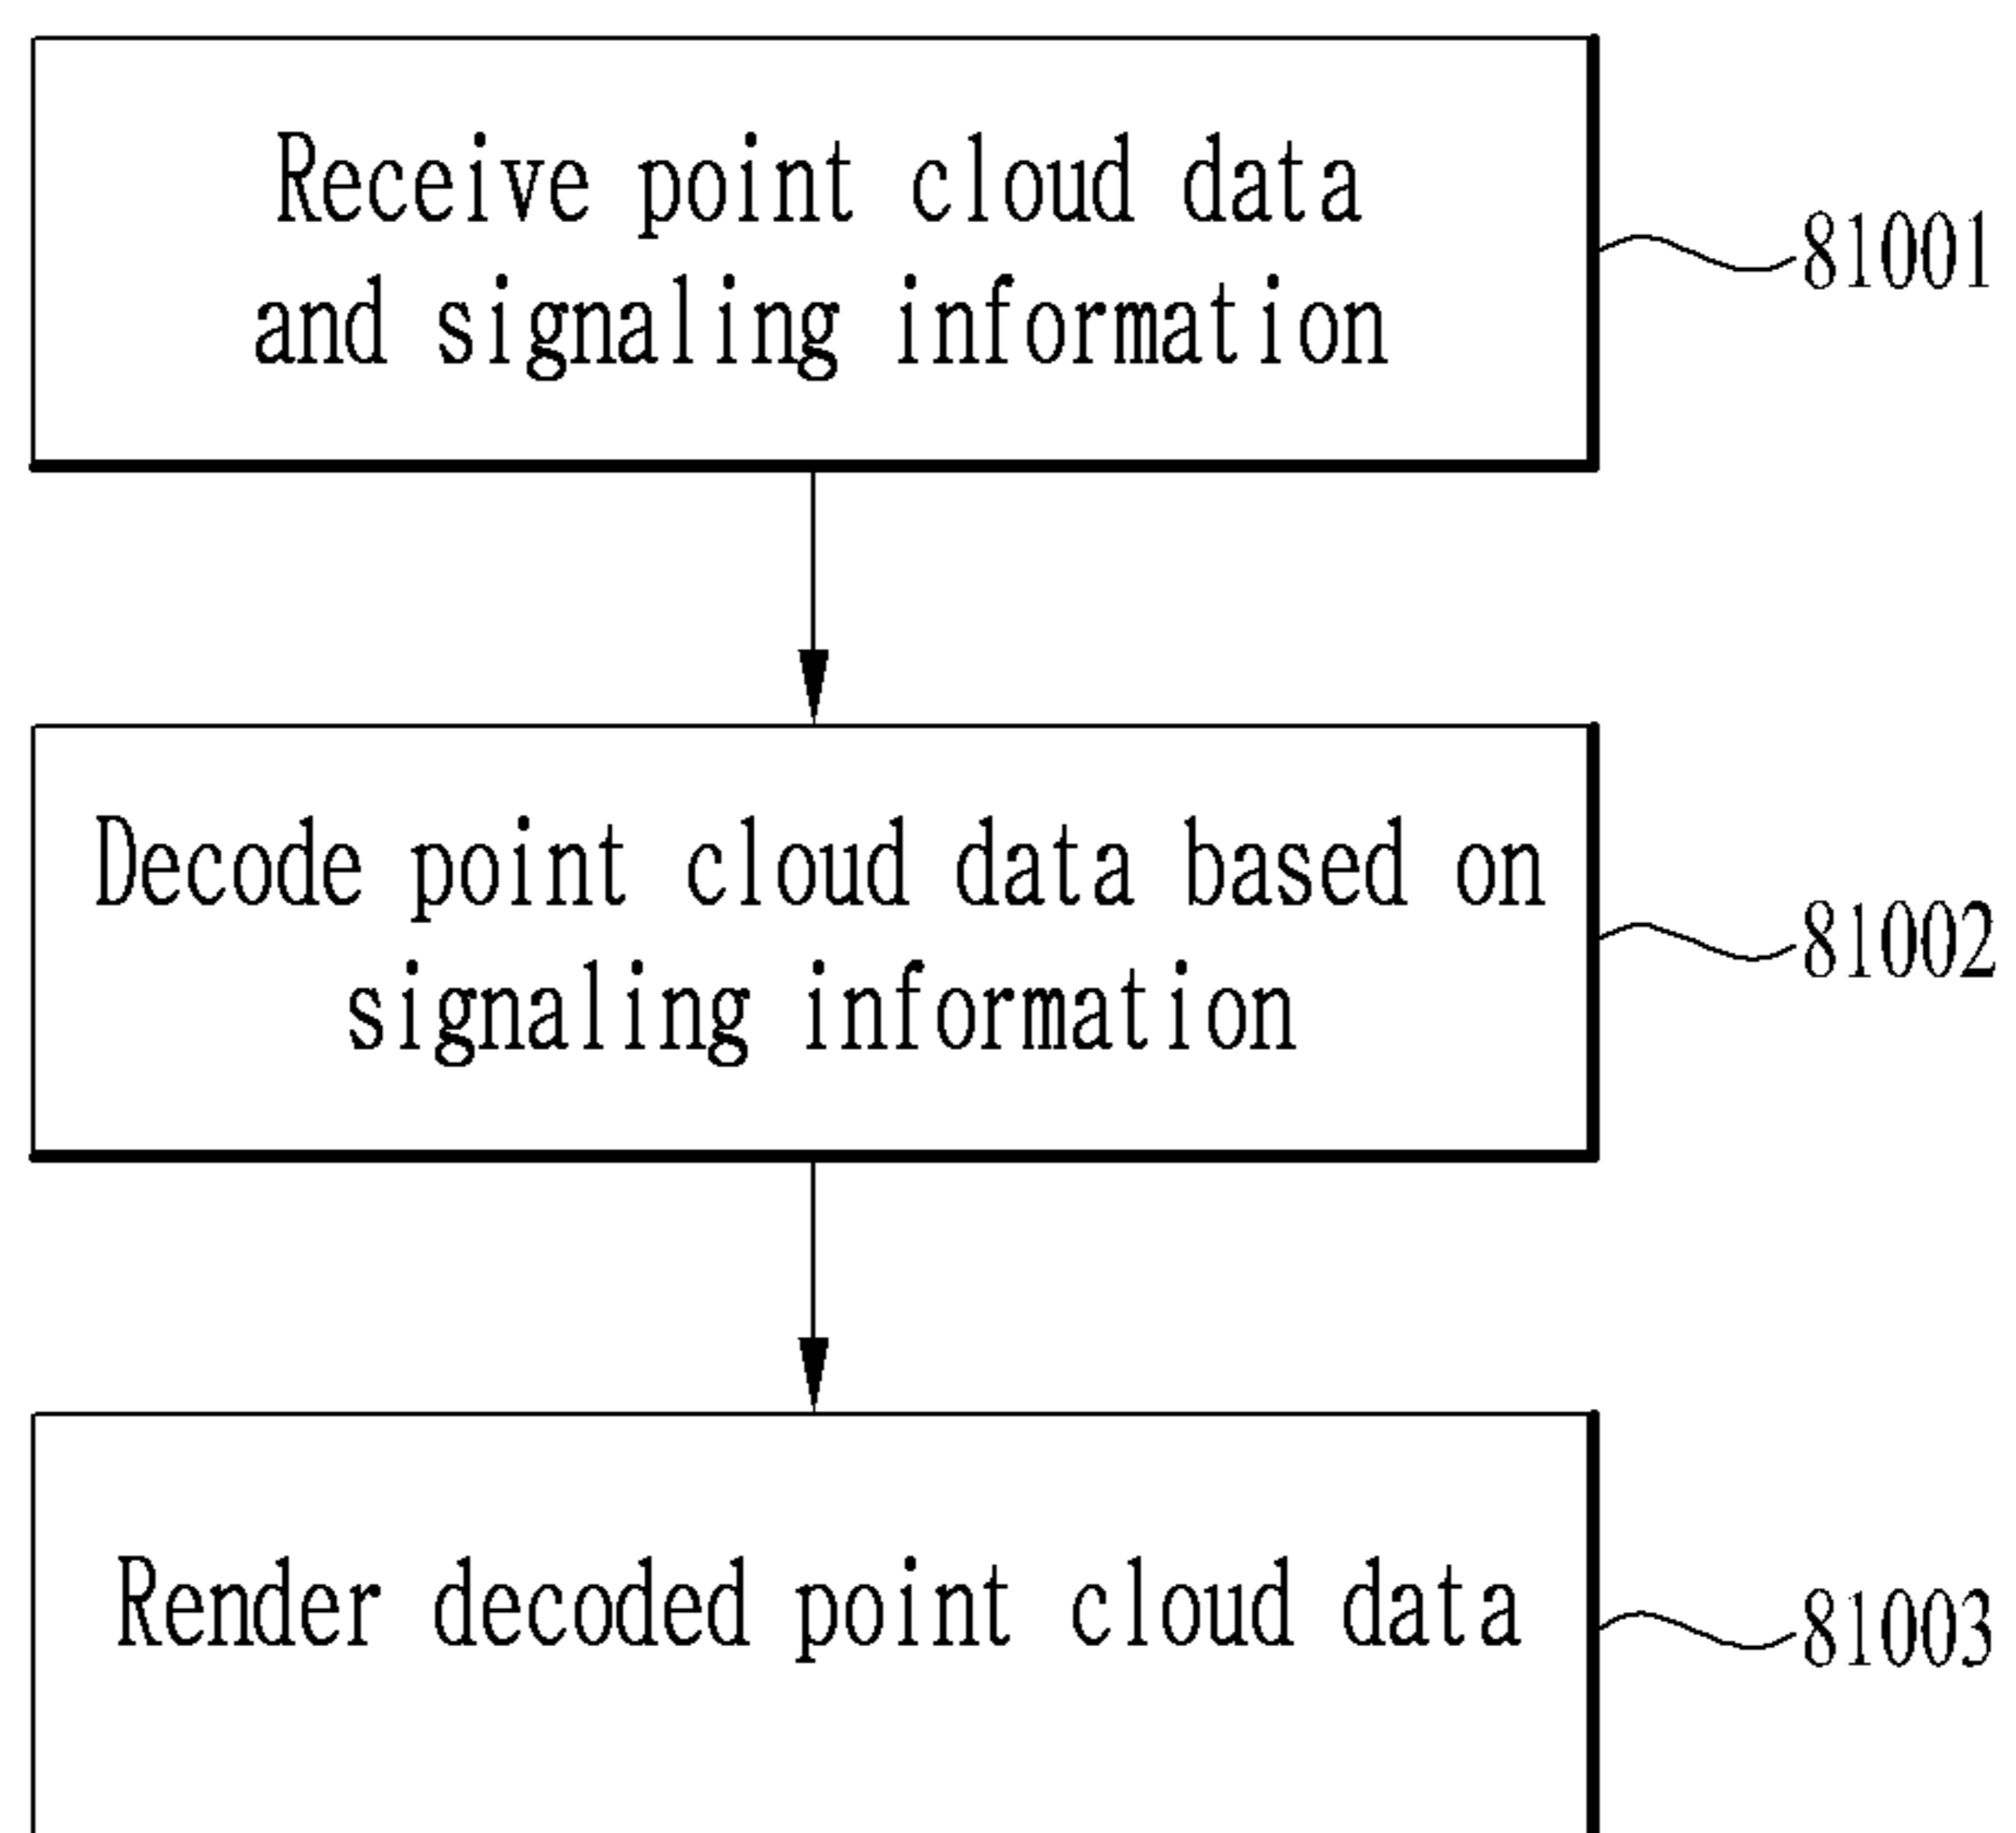 Receive point cloud data
and signaling information
81001
Decode point cloud data based on
signaling information
81002
Render decoded point cloud data
81003